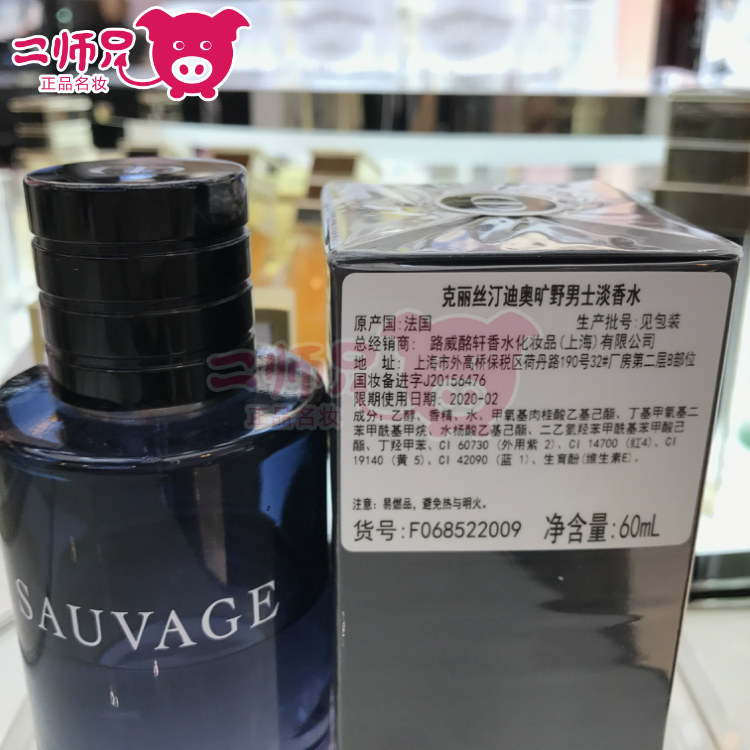 二师兄
正品名妆
克丽丝汀迪奥旷野男士淡香水
原产国:法国 生产批号:见包装
总经销商: 路威酩轩香水化妆品(上海)有限公司
地 址: 上海市外高桥保税区荷丹路190号32#厂房第二层B部位
国妆备进字J20156476
限期使用日期: 2020-02
成分: 乙醇、香精、水、甲氧基肉桂酸乙基己酯、丁基甲氧基二
苯甲酰基甲烷、水杨酸乙基己酯、二乙氨羟苯甲酰基苯甲酸己
酯、丁羟甲苯、CI 60730 (外用紫 2)、CI 14700 (红4)、CI
19140 (黄 5)、CI 42090 (蓝 1)、生育酚(维生素E)。
注意: 易燃品, 避免热与明火。
货号:F068522009 净含量:60mL
二师兄
正品名妆
SAUVAGE